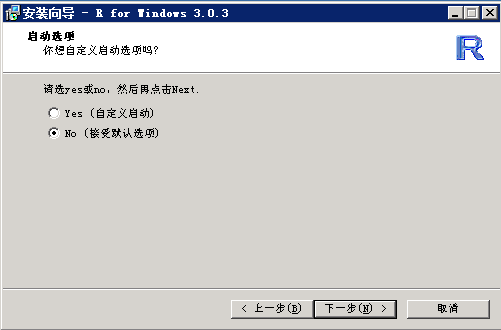 安装向导 - R for Windows 3.0.3
启动选项
你想自定义启动选项吗?
R
请选yes或no，然后再点击Next.
Yes (自定义启动)
No (接受默认选项)
< 上一步(B)
下一步(N) >
取消